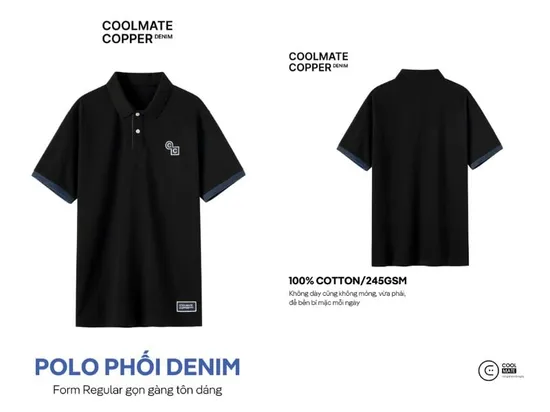 COOLMATE
COPPER DENIM
COOLMATE
COPPER DENIM
C
C
COOLMATE
100% COTTON/245GSM
Không dày cũng không mỏng, vừa phải,
dễ bền bỉ mặc mỗi ngày
POLO PHỐI DENIM
Form Regular gọn gàng tôn dáng
COOL
MATE